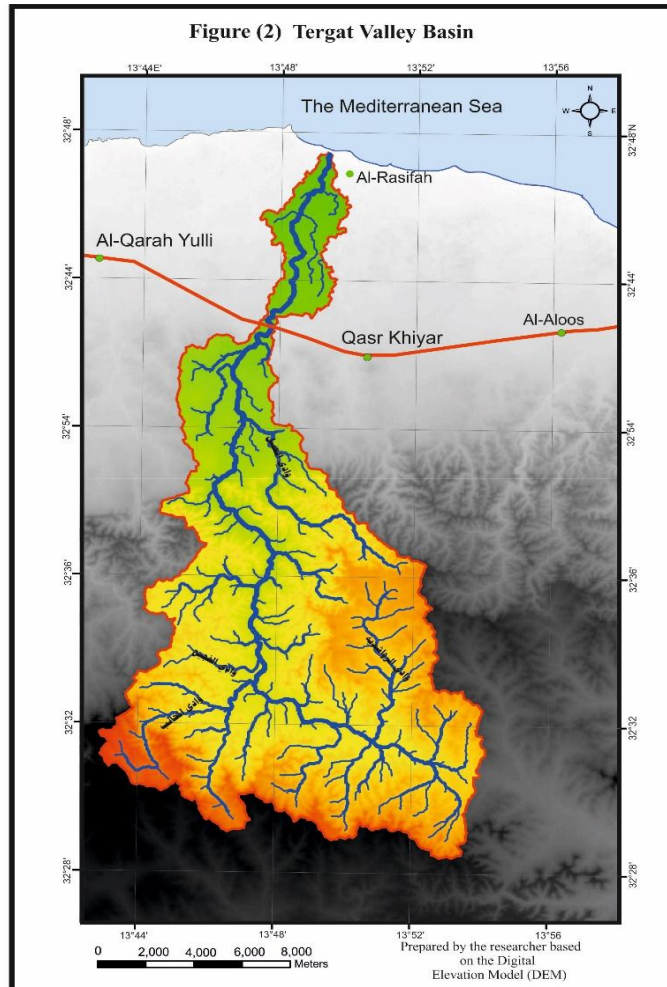 Figure (2) Tergat Valley Basin
13°44'E
13°48'
13°52'
13°56'
The Mediterranean Sea
N
W
E
S
32°48'
32°48'N
Al-Rasifah
Al-Qarah Yulli
32°44'
32°44'
Al-Aloos
Qasr Khiyar
32°54'
32°54'
وادي
32°36'
32°36'
وادي
وادي
وادي
32°32'
32°32'
32°28'
32°28'
13°44'
13°48'
13°52'
13°56'
0 2,000 4,000 6,000 8,000
Meters
Prepared by the researcher based
on the Digital
Elevation Model (DEM)